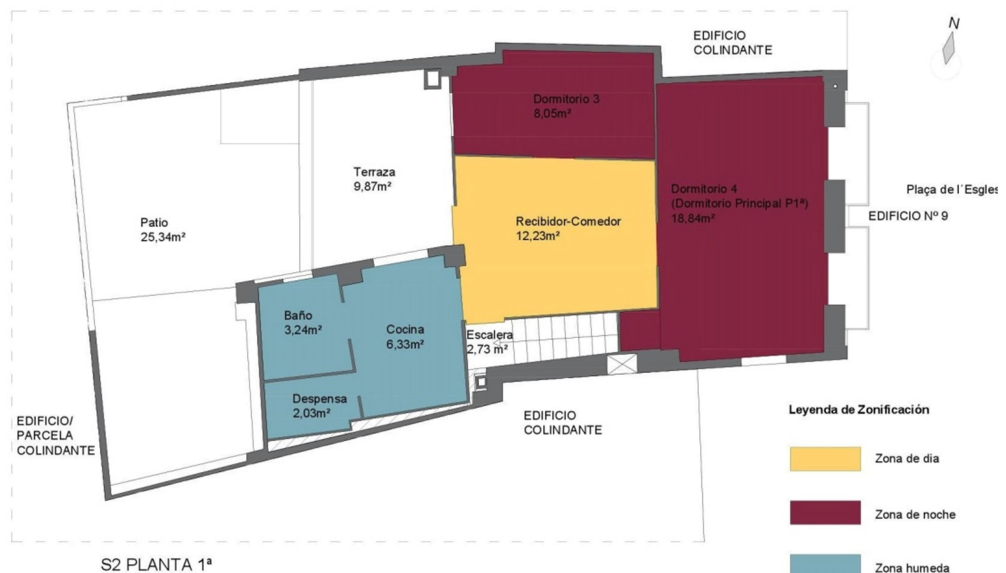 N
EDIFICIO
COLINDANTE
Dormitorio 3
8,05m²
Terraza
9,87m²
Dormitorio 4
(Dormitorio Principal P1ª)
18,84m²
Plaça de l´Esgles
EDIFICIO Nº 9
Patio
25,34m²
Recibidor-Comedor
12,23m²
Baño
3,24m²
Cocina
6,33m²
Escalera
2,73 m²
Despensa
2,03m²
EDIFICIO/
PARCELA
COLINDANTE
EDIFICIO
COLINDANTE
Leyenda de Zonificación
Zona de dia
Zona de noche
Zona humeda
S2 PLANTA 1ª